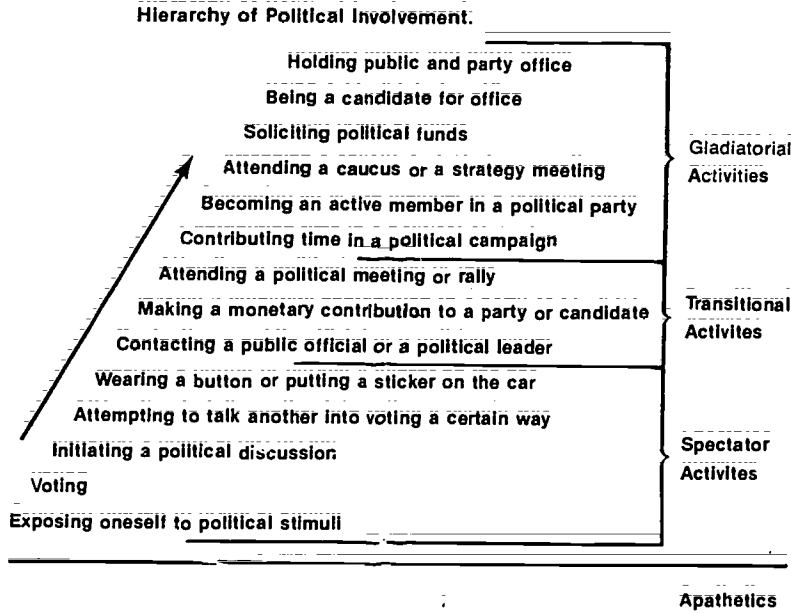 Hierarchy of Political Involvement.
Holding public and party office
Being a candidate for office
Soliciting political funds
Attending a caucus or a strategy meeting
Becoming an active member in a political party
Contributing time in a political campaign
Gladiatorial
Activities
Attending a political meeting or rally
Making a monetary contribution to a party or candidate
Contacting a public official or a political leader
Transitional
Activites
Wearing a button or putting a sticker on the car
Attempting to talk another into voting a certain way
Initiating a political discussion
Voting
Exposing oneself to political stimuli
Spectator
Activites
Apathetics